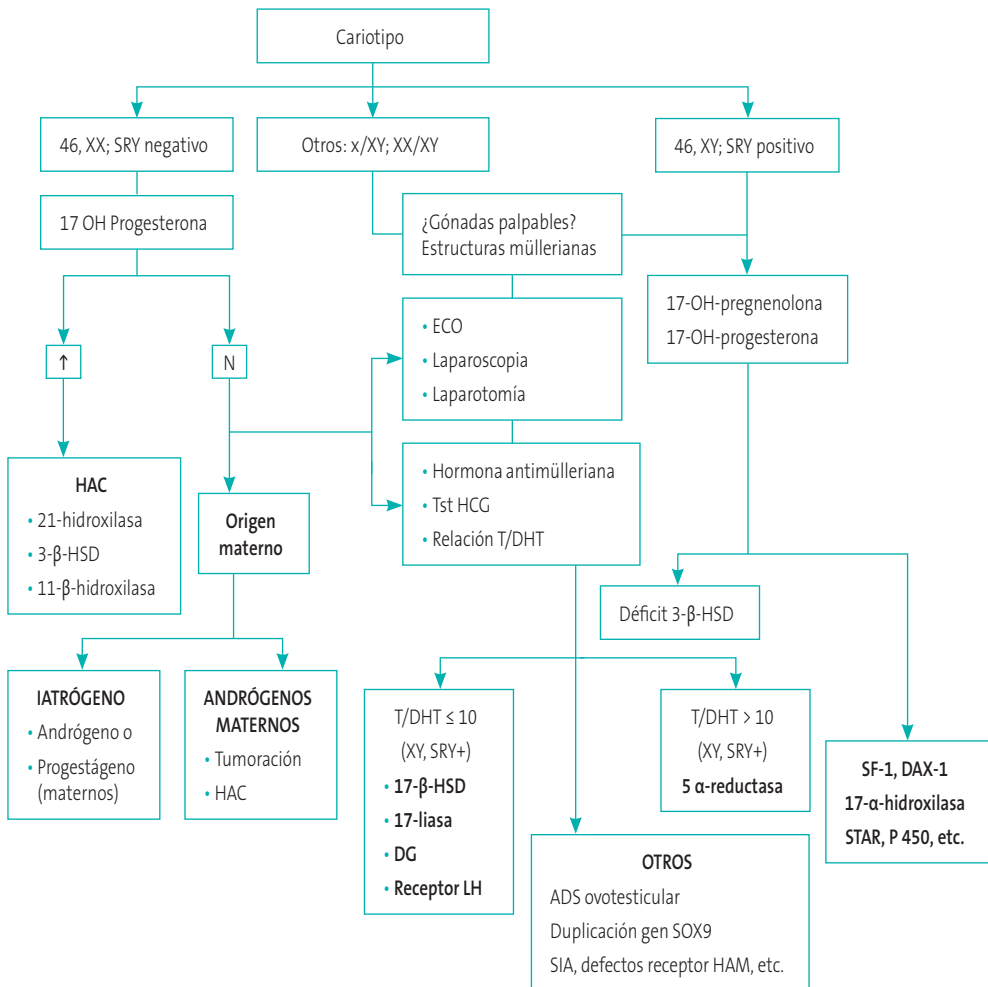 Cariotipo
46, XX; SRY negativo
Otros: x/XY; XX/XY
46, XY; SRY positivo
17 OH Progesterona
¿Gónadas palpables?
Estructuras müllerianas
17-OH-pregnenolona
17-OH-progesterona
↑
N
• ECO
• Laparoscopia
• Laparotomía
HAC
• 21-hidroxilasa
• 3-β-HSD
• 11-β-hidroxilasa
Origen
materno
• Hormona antimülleriana
• Tst HCG
• Relación T/DHT
Déficit 3-β-HSD
IATRÓGENO
• Andrógeno o
• Progestágeno
(maternos)
ANDRÓGENOS
MATERNOS
• Tumoración
• HAC
T/DHT ≤ 10
(XY, SRY+)
• 17-β-HSD
• 17-liasa
• DG
• Receptor LH
T/DHT > 10
(XY, SRY+)
5 α-reductasa
SF-1, DAX-1
17-α-hidroxilasa
STAR, P 450, etc.
OTROS
ADS ovotesticular
Duplicación gen SOX9
SIA, defectos receptor HAM, etc.